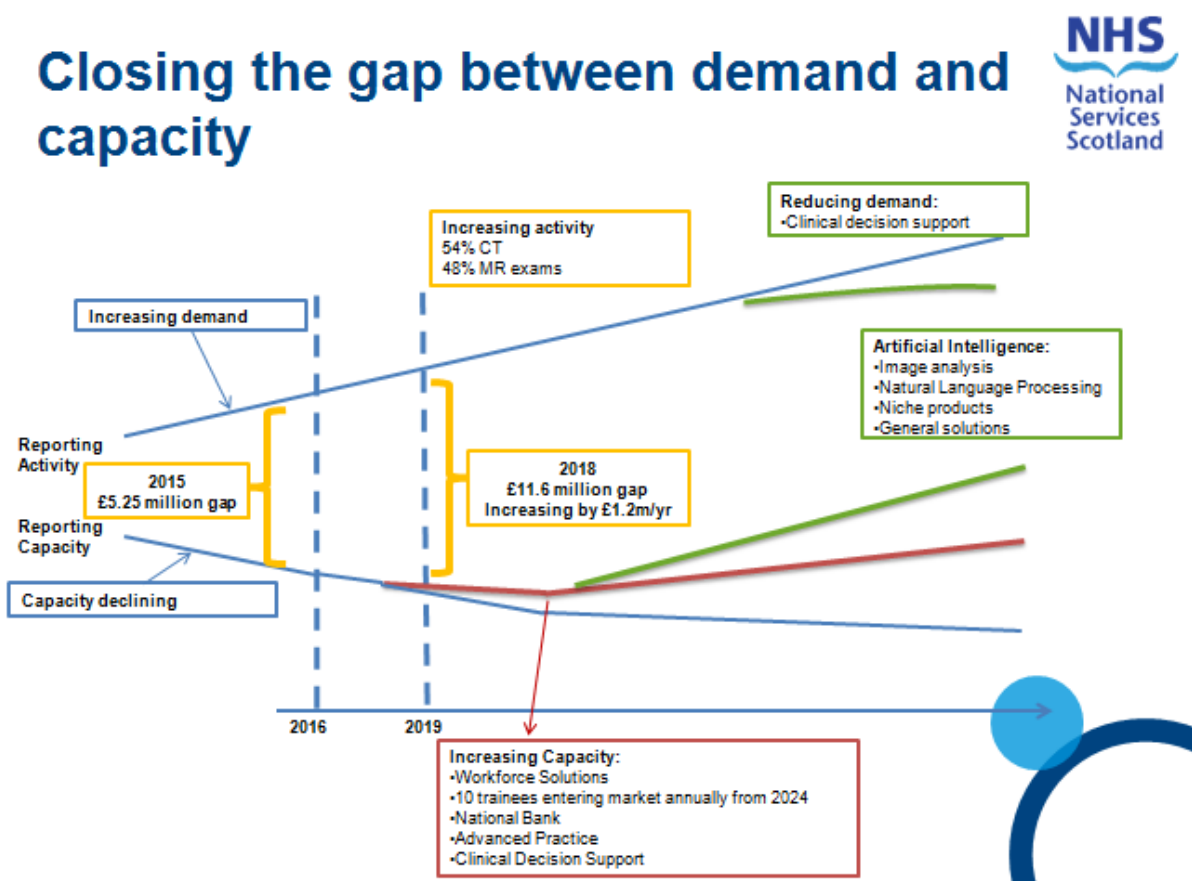 Closing the gap between demand and
capacity
NHS
National
Services
Scotland
Reducing demand:
•Clinical decision support
Increasing activity
54% CT
48% MR exams
Increasing demand
Artificial Intelligence:
•Image analysis
•Natural Language Processing
•Niche products
•General solutions
Reporting
Activity
2015
£5.25 million gap
2018
£11.6 million gap
Increasing by £1.2m/yr
Reporting
Capacity
Capacity declining
2016
2019
Increasing Capacity:
•Workforce Solutions
•10 trainees entering market annually from 2024
•National Bank
•Advanced Practice
•Clinical Decision Support